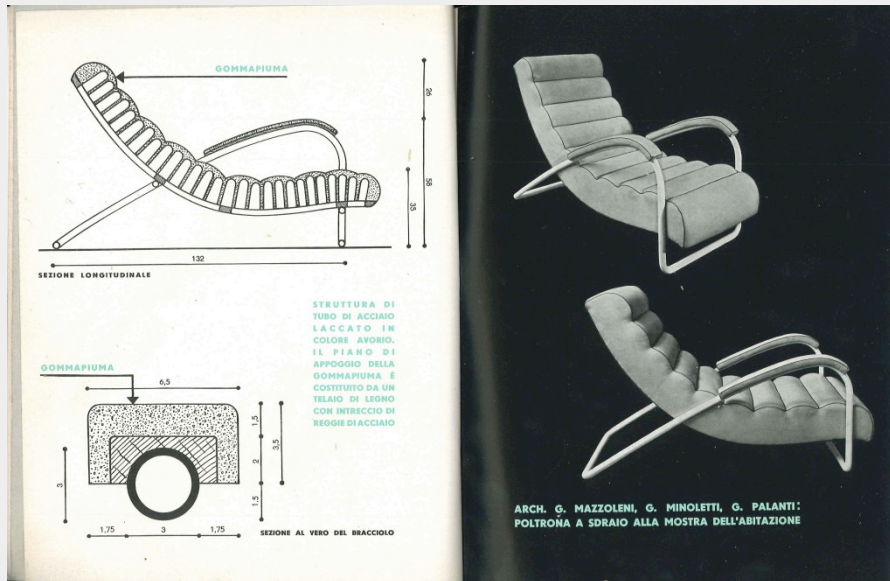 GOMMAPIUMA
26
58
35
132
SEZIONE LONGITUDINALE
STRUTTURA DI
TUBO DI ACCIAIO
LACCATO IN
COLORE AVORIO.
IL PIANO DI
APPOGGIO DELLA
GOMMAPIUMA È
COSTITUITO DA UN
TELAIO DI LEGNO
CON INTRECCIO DI
REGGIE DI ACCIAIO
GOMMAPIUMA
6,5
1,5
3,5
2
3
1,5
1,75 3 1,75
SEZIONE AL VERO DEL BRACCIOLO
ARCH. G. MAZZOLENI, G. MINOLETTI, G. PALANTI:
POLTRONA A SDRAIO ALLA MOSTRA DELL'ABITAZIONE